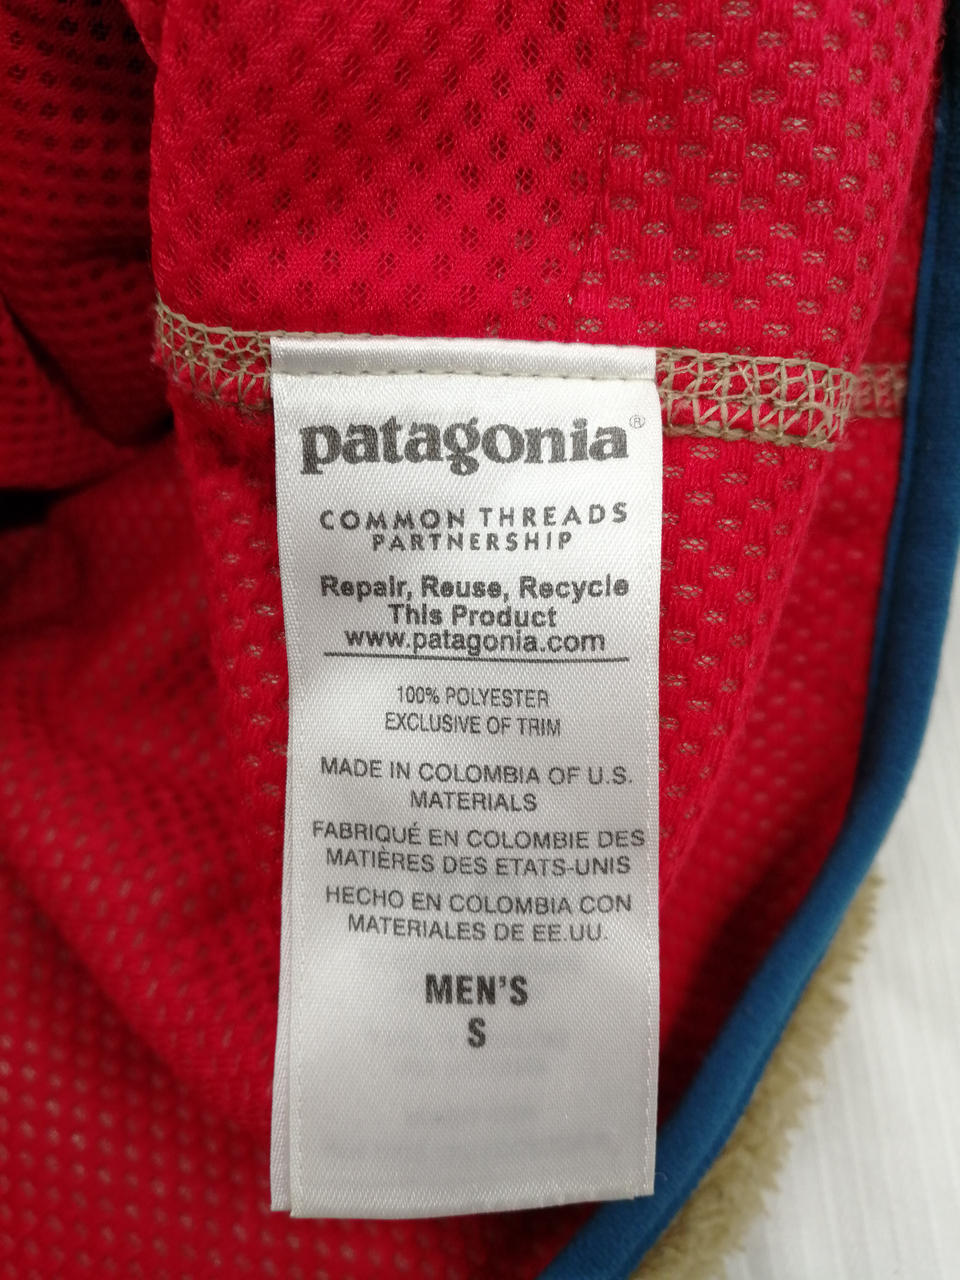 patagonia®
COMMON THREADS
PARTNERSHIP
Repair, Reuse, Recycle
This Product
www.patagonia.com
100% POLYESTER
EXCLUSIVE OF TRIM
MADE IN COLOMBIA OF U.S.
MATERIALS
FABRIQUÉ EN COLOMBIE DES
MATIÈRES DES ETATS-UNIS
HECHO EN COLOMBIA CON
MATERIALES DE EE.UU.
MEN'S
S